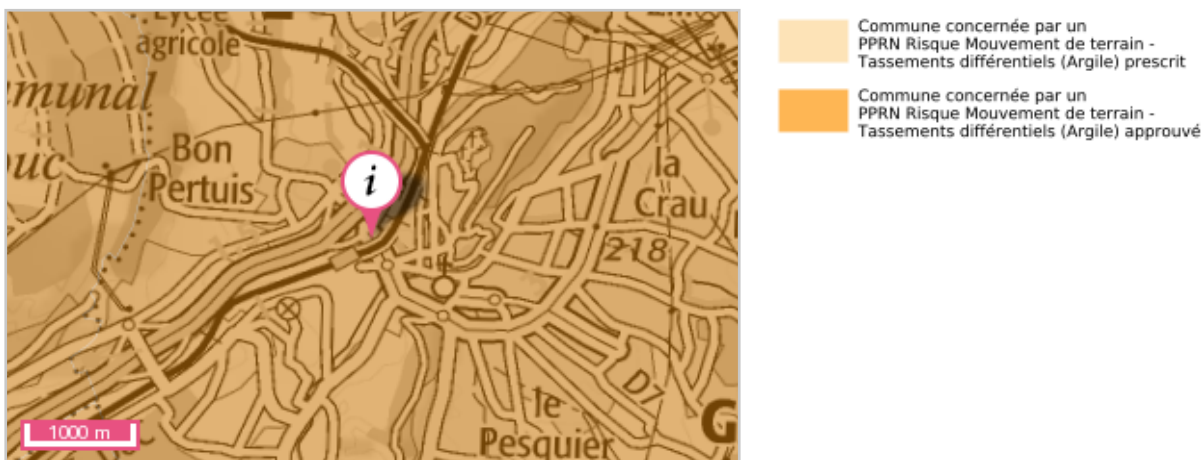 Lycée
agricole
Bon
Pertuis
i
la
Crau
218
D7
le
Pesquier
G
1000 m
Commune concernée par un
PPRN Risque Mouvement de terrain -
Tassements différentiels (Argile) prescrit
Commune concernée par un
PPRN Risque Mouvement de terrain -
Tassements différentiels (Argile) approuvé